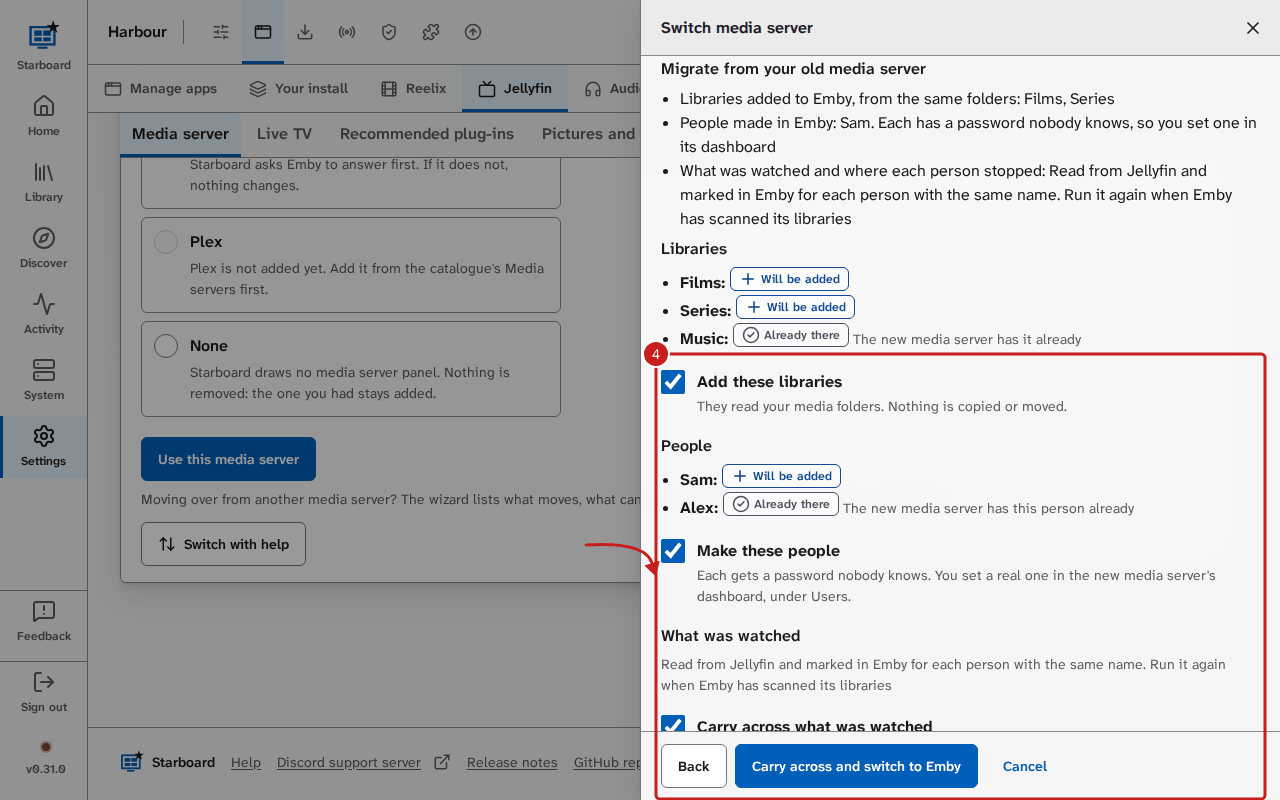 Starboard
Home
Library
Discover
Activity
System
Settings
Feedback
Sign out
v0.31.0
Harbour
Manage apps
Your install
Reelix
Jellyfin
Media server
Live TV
Recommended plug-ins
Pictures and
Starboard asks Emby to answer first. If it does not,
nothing changes.
Plex
Plex is not added yet. Add it from the catalogue's Media
servers first.
None
Starboard draws no media server panel. Nothing is
removed: the one you had stays added.
Use this media server
Moving over from another media server? The wizard lists what moves, what can
Switch with help
Starboard
Help
Discord support server
Release notes
GitHub rep
Switch media server
Migrate from your old media server
Libraries added to Emby, from the same folders: Films, Series
People made in Emby: Sam. Each has a password nobody knows, so you set one in
its dashboard
What was watched and where each person stopped: Read from Jellyfin and
marked in Emby for each person with the same name. Run it again when Emby
has scanned its libraries
Libraries
Films: Will be added
Series: Will be added
Music: Already there The new media server has it already
4
Add these libraries
They read your media folders. Nothing is copied or moved.
People
Sam: Will be added
Alex: Already there The new media server has this person already
Make these people
Each gets a password nobody knows. You set a real one in the new media server's
dashboard, under Users.
What was watched
Read from Jellyfin and marked in Emby for each person with the same name. Run it again
when Emby has scanned its libraries
Carry across what was watched
Back
Carry across and switch to Emby
Cancel